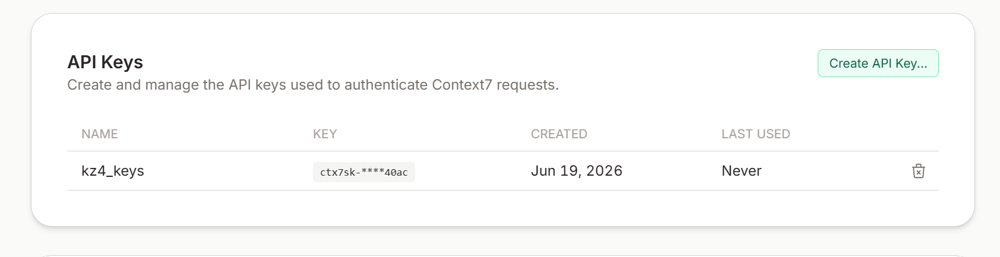 API Keys
Create API Key...
Create and manage the API keys used to authenticate Context7 requests.
NAME KEY CREATED LAST USED
kz4_keys ctx7sk-****40ac Jun 19, 2026 Never